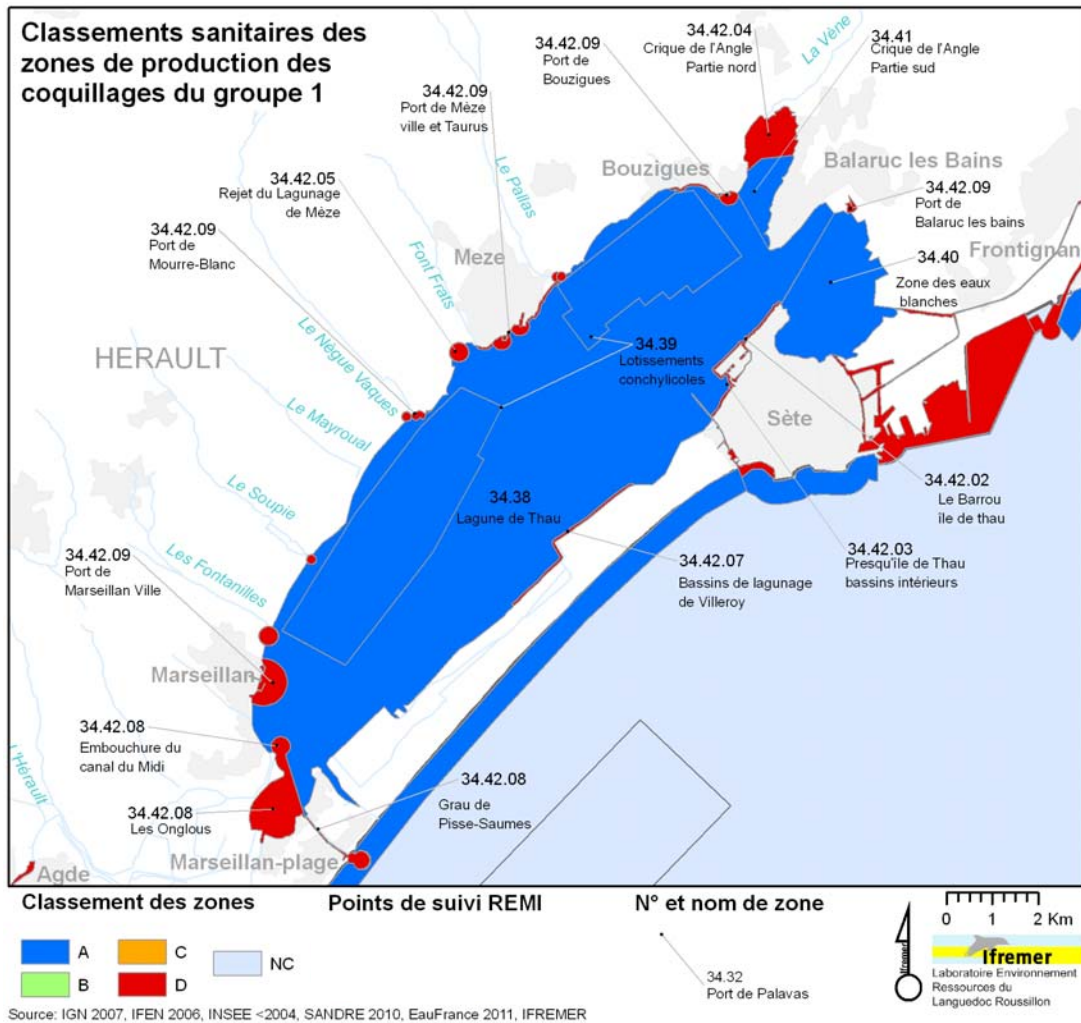 Classements sanitaires des
zones de production des
coquillages du groupe 1
34.42.09
Port de
Bouzigues
34.42.04
Crique de l'Angle
Partie nord
La Vène
34.41
Crique de l'Angle
Partie sud
34.42.09
Port de Mèze
ville et Taurus
Le Pallas
Bouzigues
Balaruc les Bains
34.42.05
Rejet du Lagunage
de Mèze
34.42.09
Port de
Balaruc les bains
34.42.09
Port de
Mourre-Blanc
Font Frats
Meze
Frontignan
34.40
Zone des eaux
blanches
Le Nègue Vaques
HERAULT
34.39
Lotissements
conchylicoles
Le Mayroual
Sète
Le Soupie
34.38
Lagune de Thau
34.42.02
Le Barrou
île de thau
Les Fontanilles
34.42.09
Port de
Marseillan Ville
34.42.07
Bassins de lagunage
de Villeroy
34.42.03
Presqu'île de Thau
bassins intérieurs
Marseillan
34.42.08
Embouchure du
canal du Midi
L'Hérault
34.42.08
Grau de
Pisse-Saumes
34.42.08
Les Onglous
Marseillan-plage
Agde
Classement des zones
Points de suivi REMI
N° et nom de zone
0 1 2 Km
A
C
NC
B
D
34.32
Port de Palavas
Ifremer
Ifremer
Laboratoire Environnement
Ressources du
Languedoc Roussillon
Source: IGN 2007, IFEN 2006, INSEE <2004, SANDRE 2010, EauFrance 2011, IFREMER